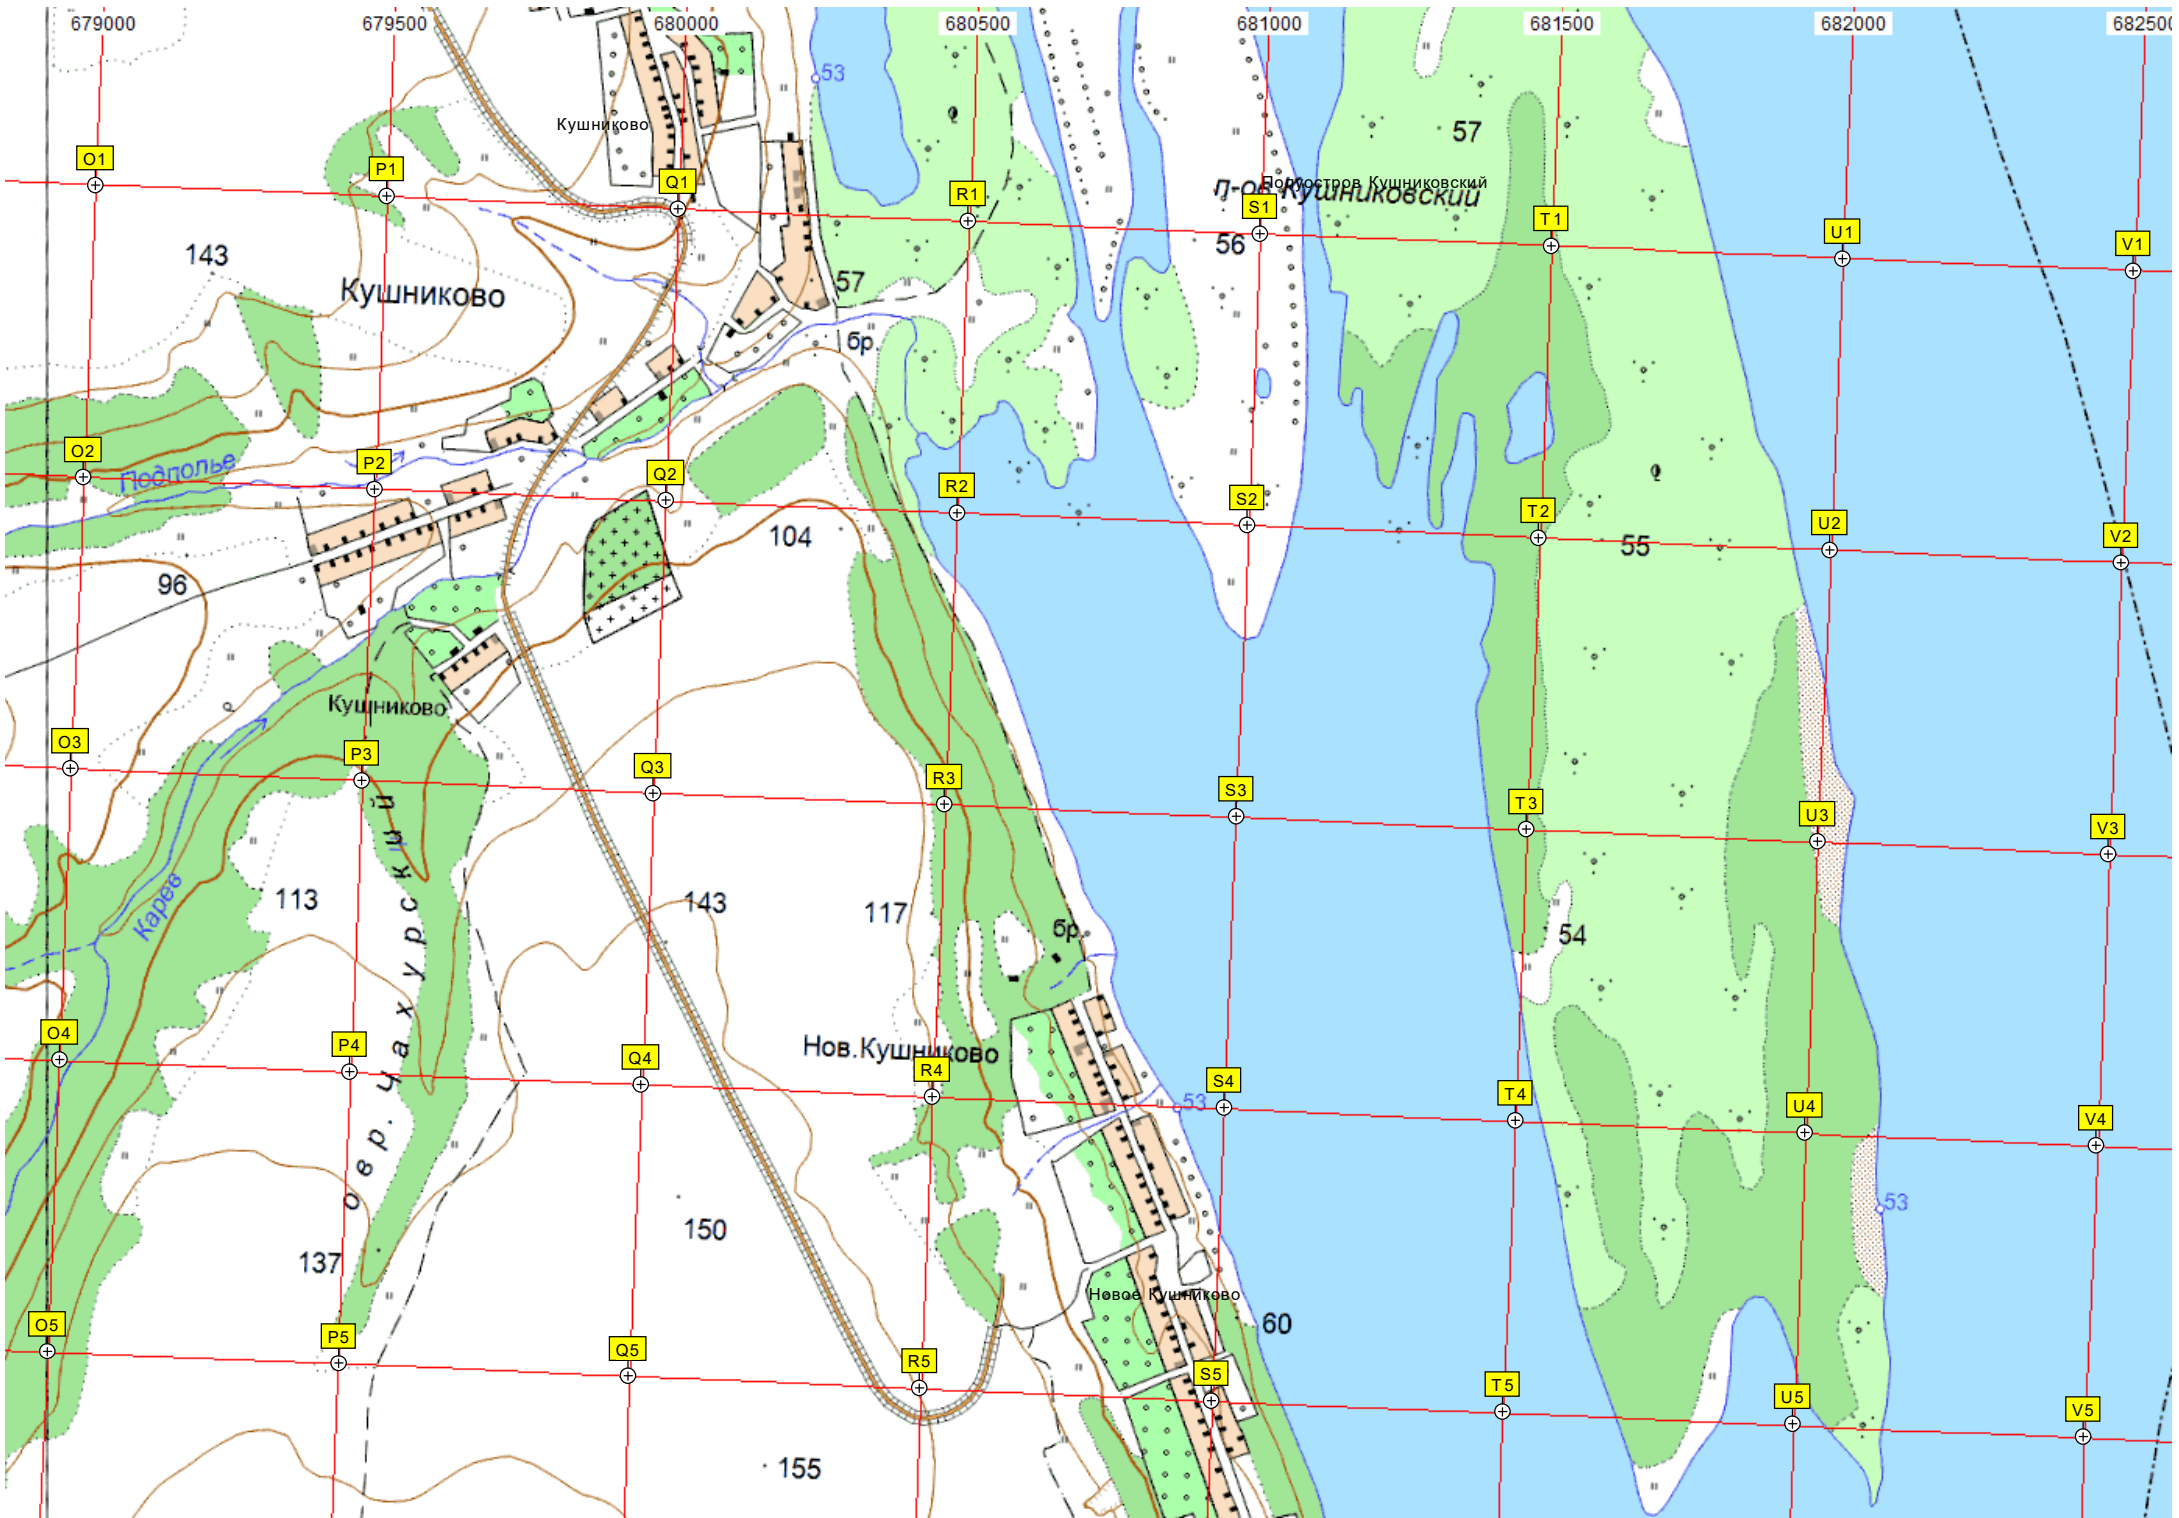 679000 679500 680000 680500 681000 681500 682000 68250
53
57
Кушниково
O1 P1 Q1 R1 S1 T1 U1 V1
п-ов Кушниковский
Полуостров Кушниковский
56
143
Кушниково
57
бр.
O2 P2 Q2 R2 S2 T2 U2 V2
Подполье
104
55
96
Кушниково
O3 P3 Q3 R3 S3 T3 U3 V3
113
Карев
143
117
бр.
54
овр. Чахурский
Нов.Кушниково
O4 P4 Q4 R4 S4 T4 U4 V4
53
53
150
137
Новое Кушниково
60
O5 P5 Q5 R5 S5 T5 U5 V5
155